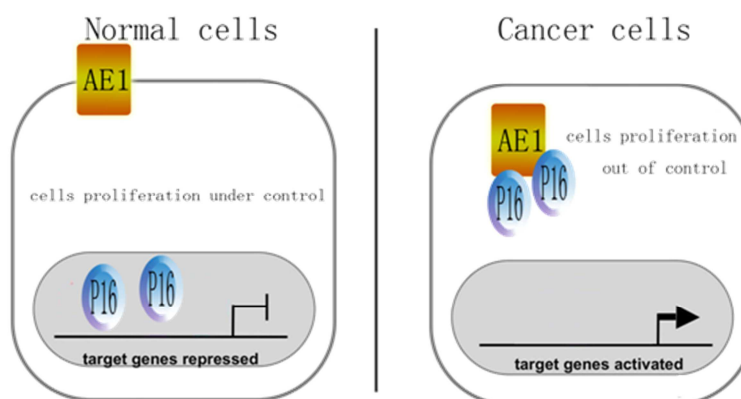 Normal cells
AE1
cells proliferation under control
P16
P16
target genes repressed
Cancer cells
AE1
cells proliferation
out of control
P16
P16
target genes activated